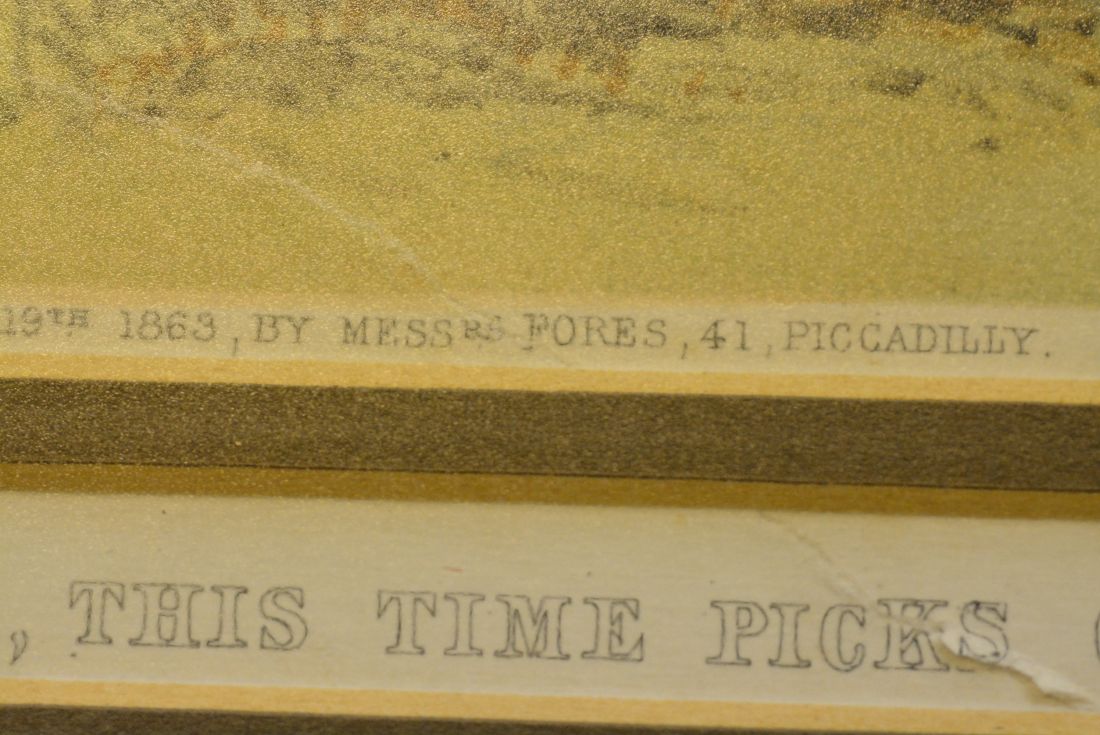 19TH 1863, BY MESSRS FORES, 41, PICCADILLY.
, THIS TIME PICKS